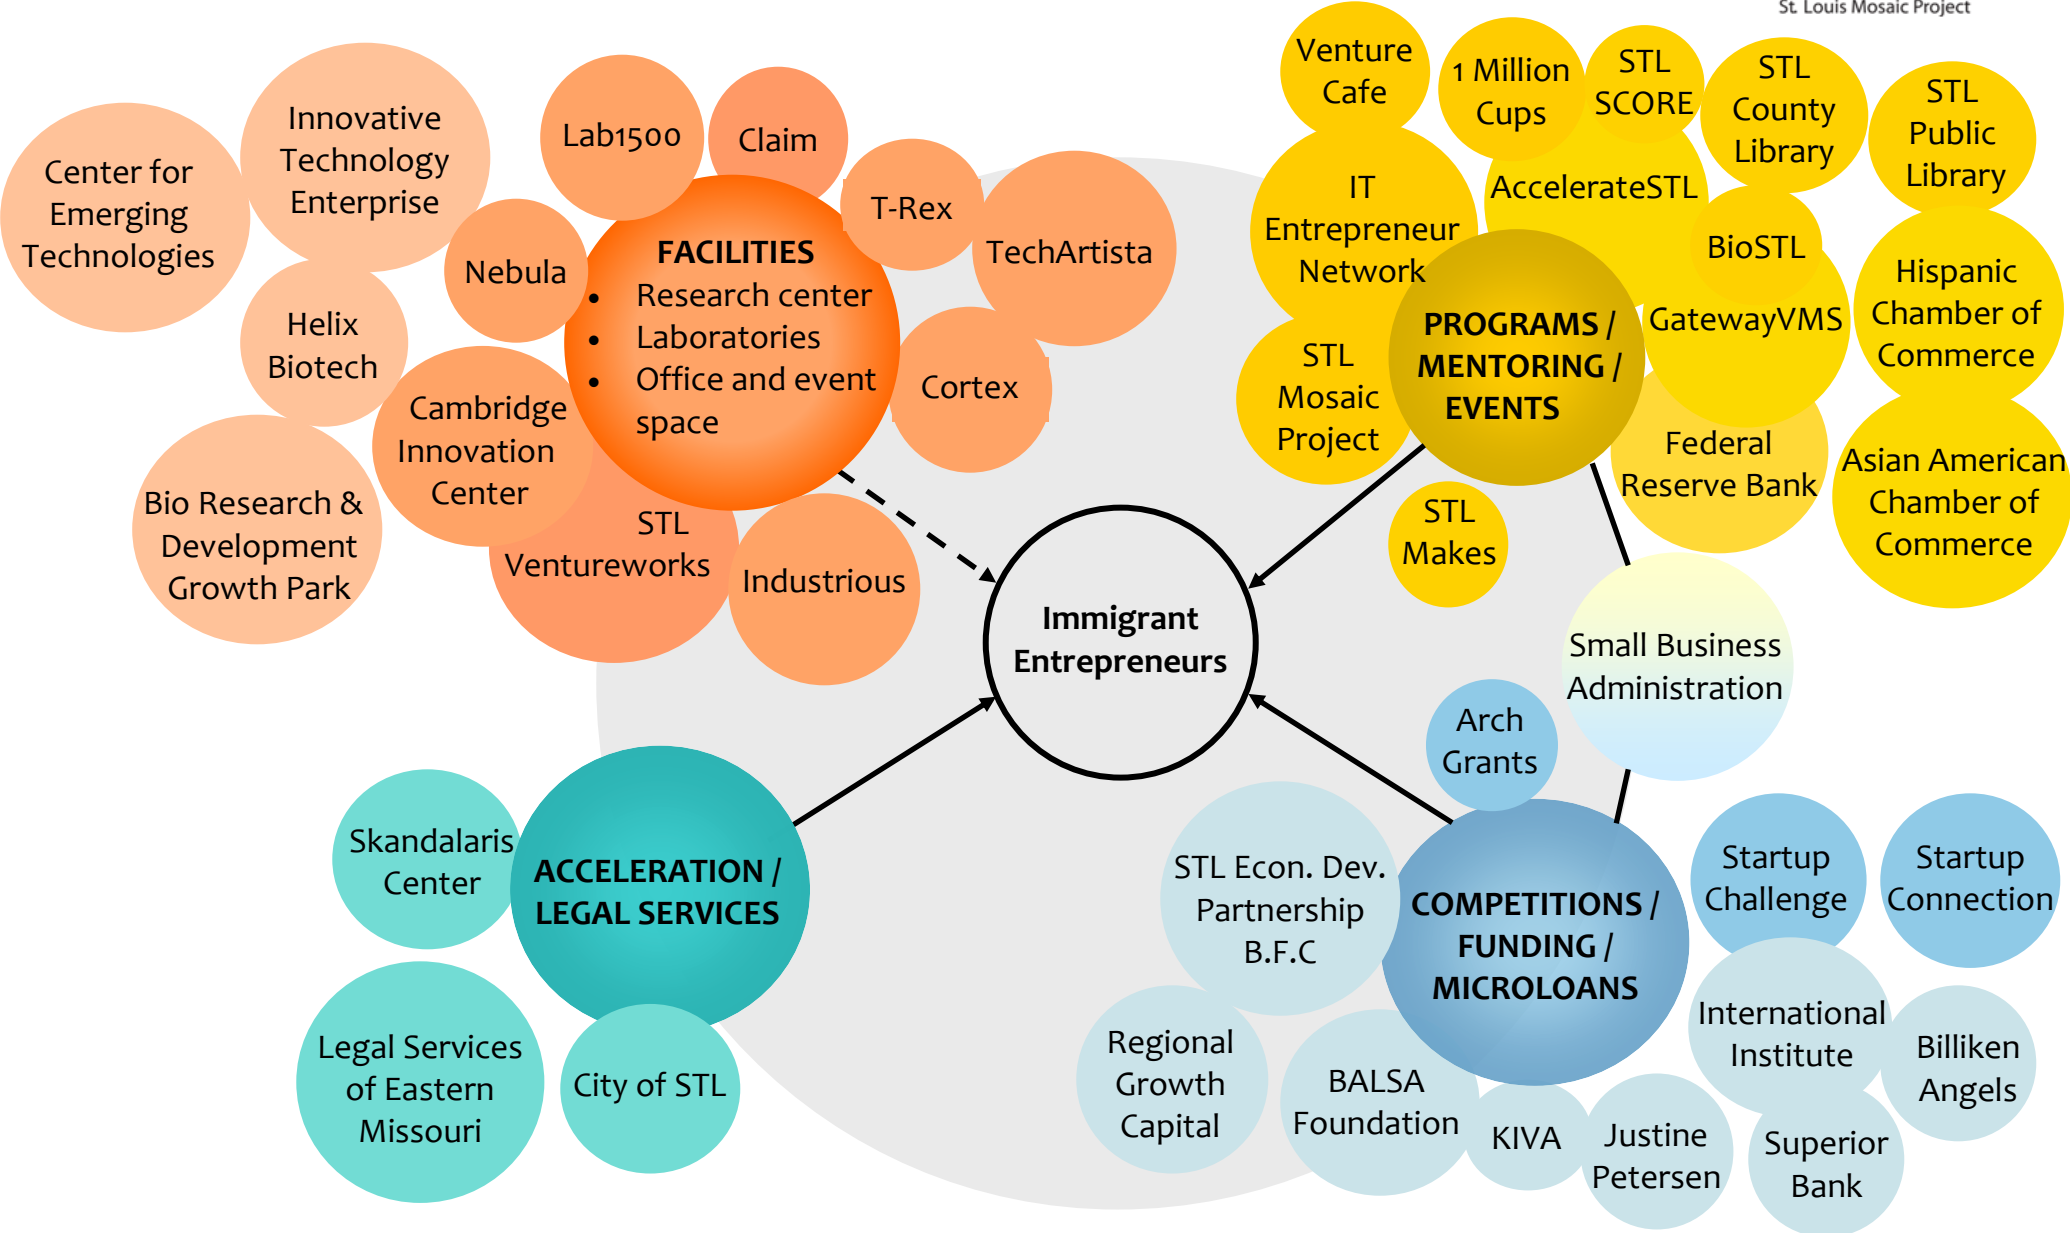 St. Louis Mosaic Project
Center for
Emerging
Technologies
Innovative
Technology
Enterprise
Lab1500
Claim
T-Rex
TechArtista
Nebula
Helix
Biotech
FACILITIES
• Research center
• Laboratories
• Office and event
space
Cortex
Cambridge
Innovation
Center
Bio Research &
Development
Growth Park
STL
Ventureworks
Industrious
Venture
Cafe
1 Million
Cups
STL
SCORE
STL
County
Library
STL
Public
Library
IT
Entrepreneur
Network
AccelerateSTL
BioSTL
Hispanic
Chamber of
Commerce
PROGRAMS /
MENTORING /
EVENTS
GatewayVMS
STL
Mosaic
Project
Federal
Reserve Bank
Asian American
Chamber of
Commerce
STL
Makes
Immigrant
Entrepreneurs
Small Business
Administration
Skandalaris
Center
ACCELERATION /
LEGAL SERVICES
Legal Services
of Eastern
Missouri
City of STL
Arch
Grants
STL Econ. Dev.
Partnership
B.F.C
COMPETITIONS /
FUNDING /
MICROLOANS
Startup
Challenge
Startup
Connection
Regional
Growth
Capital
BALSA
Foundation
KIVA
Justine
Petersen
International
Institute
Billiken
Angels
Superior
Bank